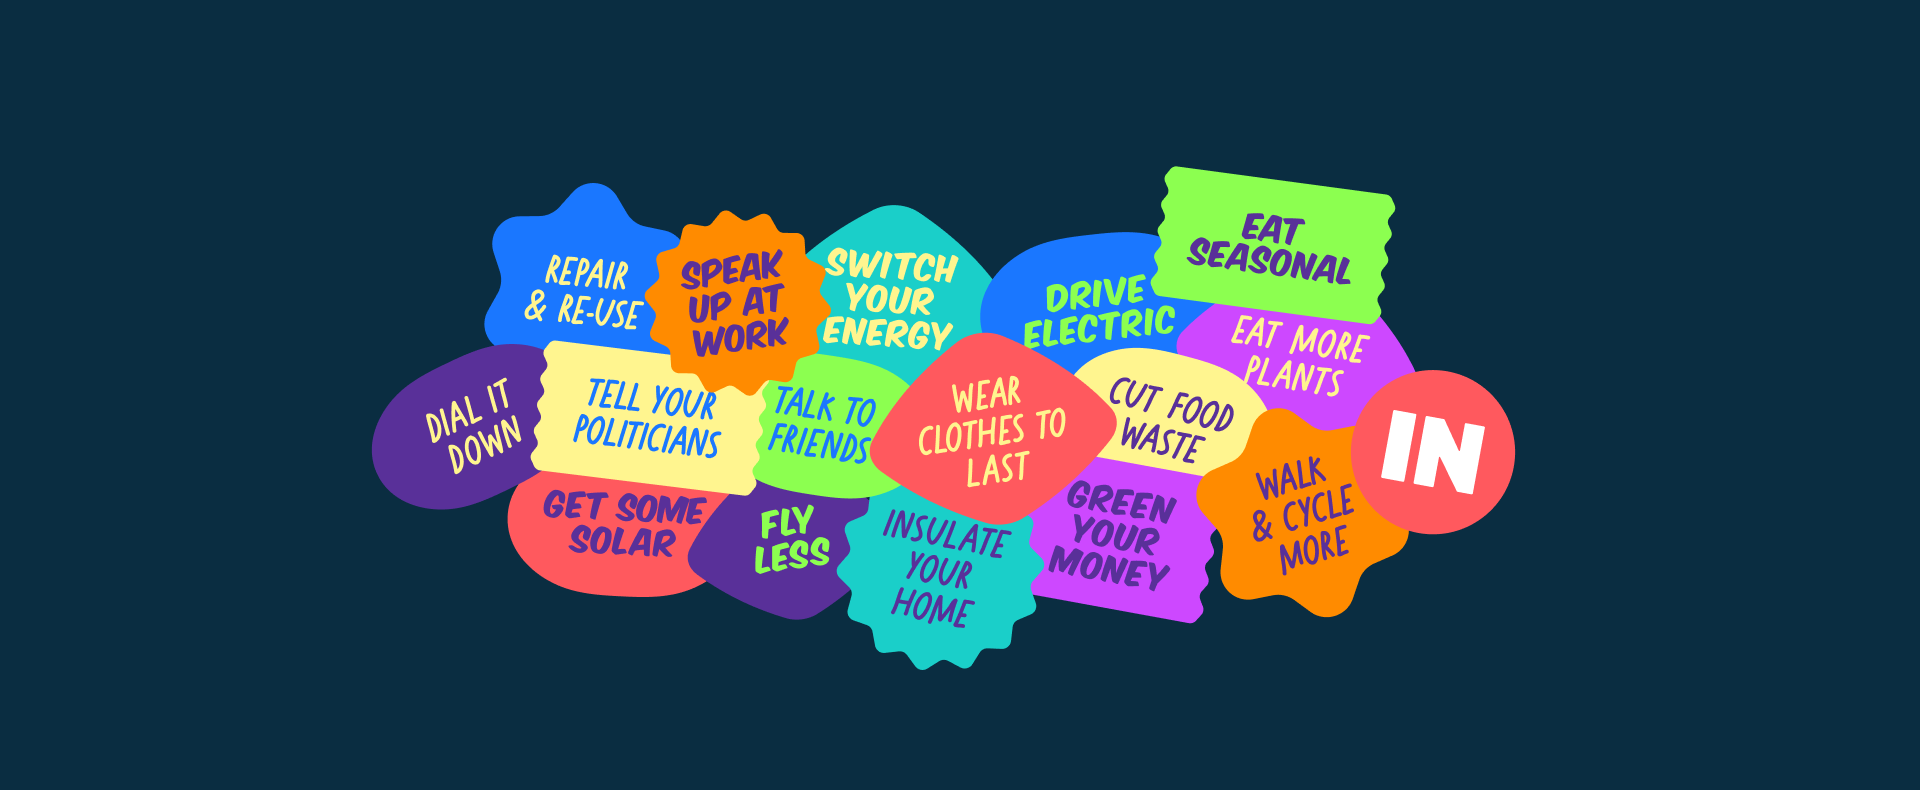 REPAIR
& RE-USE
SPEAK
UP AT
WORK
SWITCH
YOUR
ENERGY
DRIVE
ELECTRIC
EAT
SEASONAL
EAT MORE
PLANTS
DIAL IT
DOWN
TELL YOUR
POLITICIANS
TALK TO
FRIENDS
WEAR
CLOTHES TO
LAST
CUT FOOD
WASTE
IN
GET SOME
SOLAR
FLY
LESS
INSULATE
YOUR
HOME
GREEN
YOUR
MONEY
WALK
& CYCLE
MORE